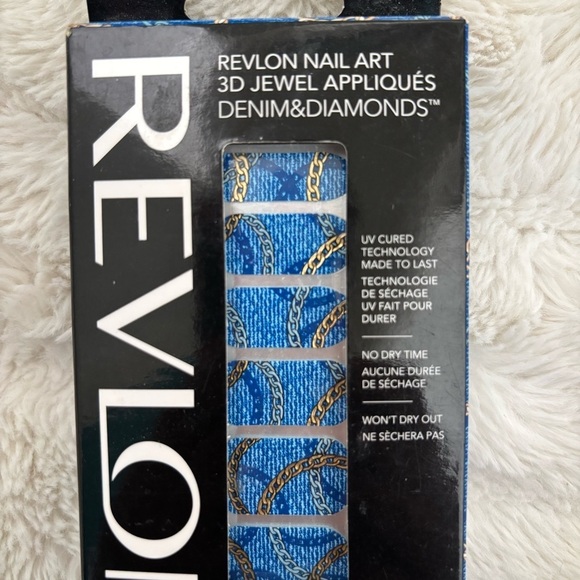 REVLON
REVLON NAIL ART
3D JEWEL APPLIQUÉS
DENIM&DIAMONDS™
UV CURED
TECHNOLOGY
MADE TO LAST
TECHNOLOGIE
DE SÉCHAGE
UV FAIT POUR
DURER
NO DRY TIME
AUCUNE DURÉE
DE SÉCHAGE
WON'T DRY OUT
NE SÈCHERA PAS